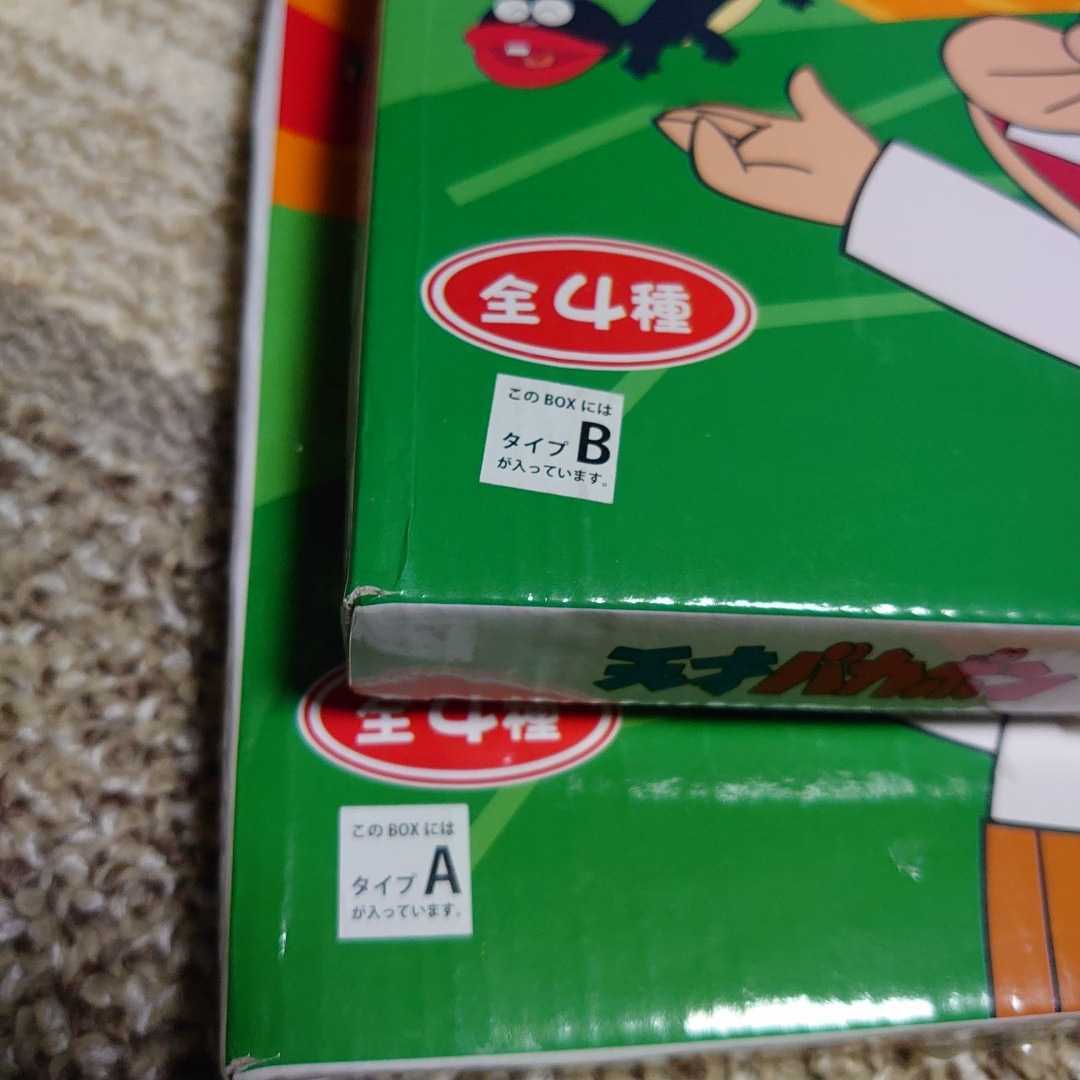 全4種
このBOXには
タイプB
が入っています。
天才バカボン
全4種
このBOXには
タイプA
が入っています。